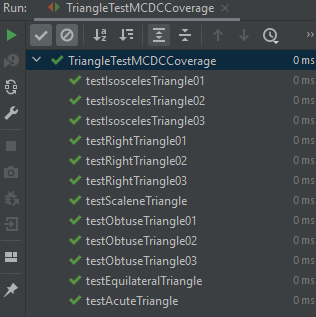 Run: TriangleTestMCDCCoverage
TriangleTestMCDCCoverage 0 ms
testIsoscelesTriangle01 0 ms
testIsoscelesTriangle02 0 ms
testIsoscelesTriangle03 0 ms
testRightTriangle01 0 ms
testRightTriangle02 0 ms
testRightTriangle03 0 ms
testScaleneTriangle 0 ms
testObtuseTriangle01 0 ms
testObtuseTriangle02 0 ms
testObtuseTriangle03 0 ms
testEquilateralTriangle 0 ms
testAcuteTriangle 0 ms